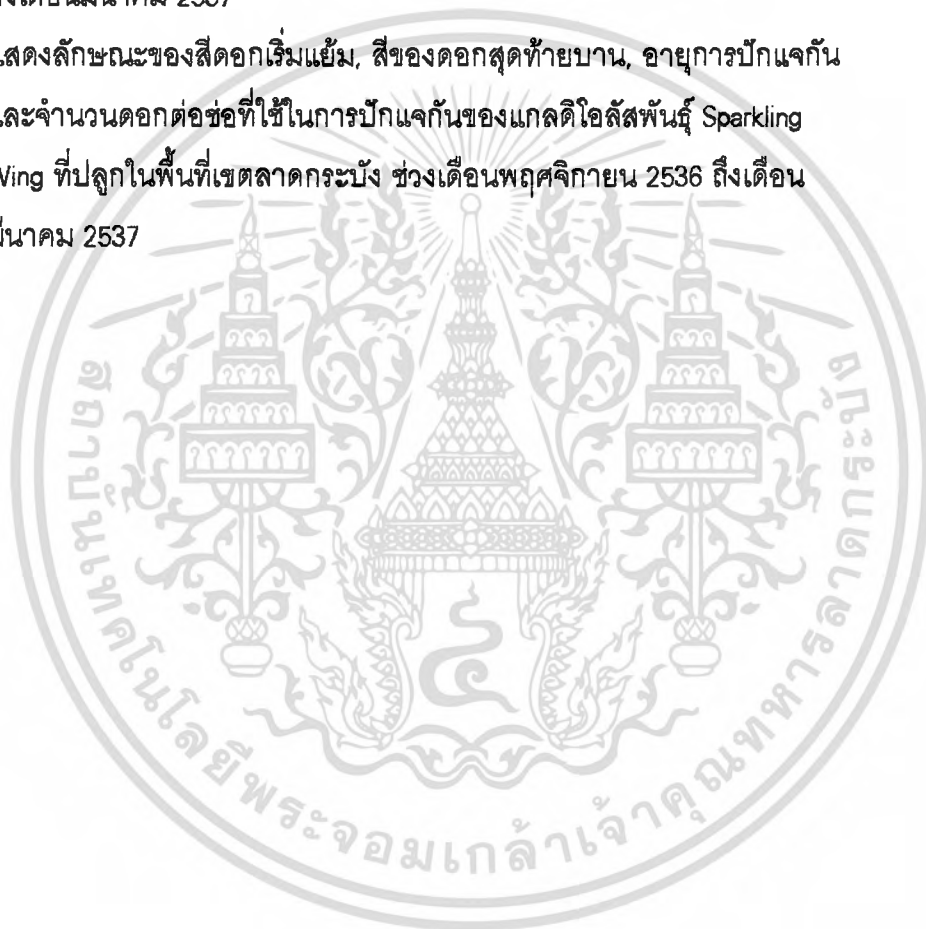 2537
แสดงลักษณะของสีดอกเริ่มแย้ม, สีของดอกสุดท้ายบาน, อายุการปักแจกัน
และจำนวนดอกต่อช่อที่ใช้ในการปักแจกันของแกลดิโอลัสพันธุ์ Sparkling
Wing ที่ปลูกในพื้นที่เขตลาดกระบัง ช่วงเดือนพฤศจิกายน 2536 ถึงเดือน
มีนาคม 2537
สถาบันเทคโนโลยีพระจอมเกล้าเจ้าคุณทหารลาดกระบัง